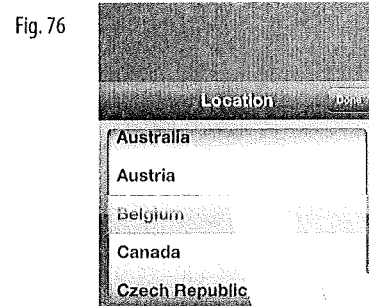 Fig. 76
Location Done
Australia
Austria
Belgium
Canada
Czech Republic